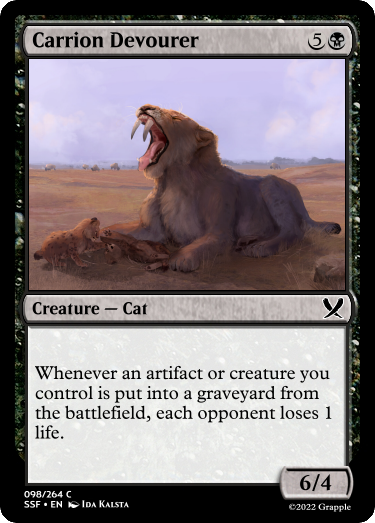 Carrion Devourer 5
Creature — Cat
Whenever an artifact or creature you
control is put into a graveyard from
the battlefield, each opponent loses 1
life.
6/4
098/264 C
SSF • EN Ida Kalsta
©2022 Grapple